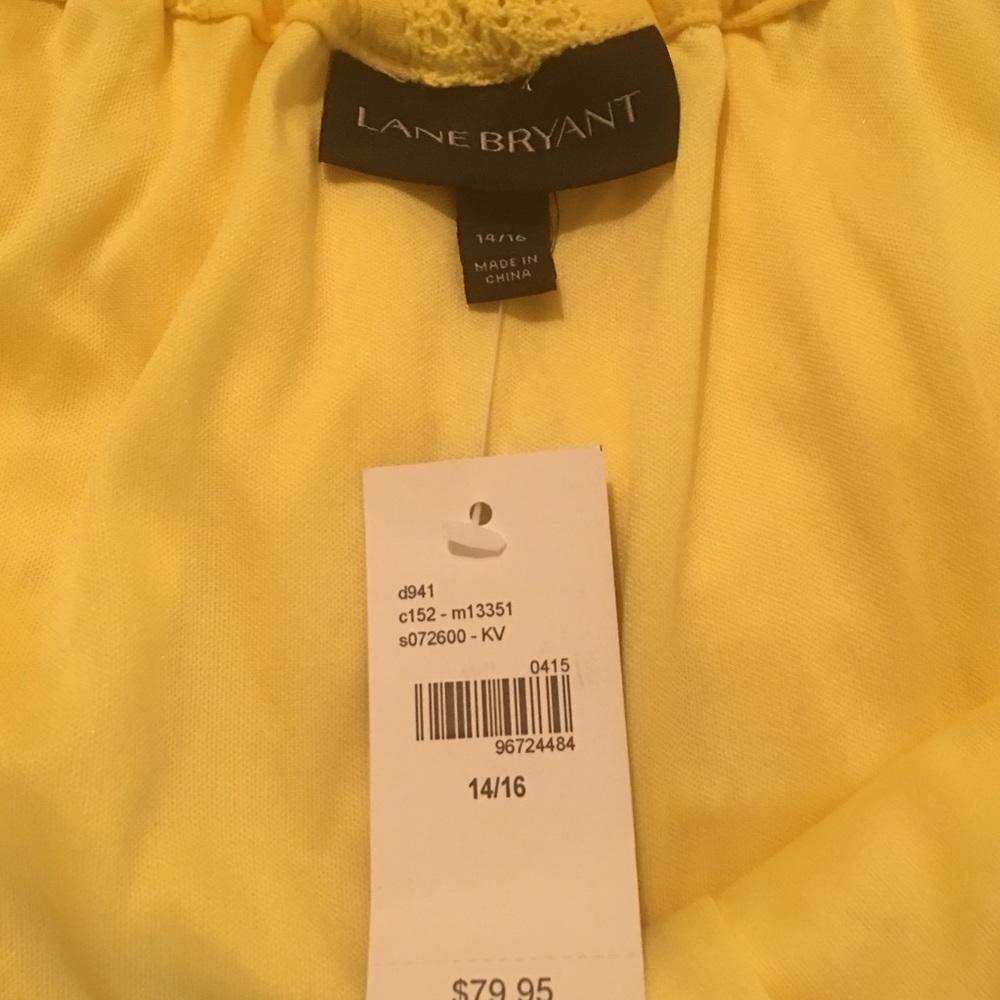 LANE BRYANT
14/16
MADE IN
CHINA
d941
c152 - m13351
s072600 - KV
0415
96724484
14/16
$79.95